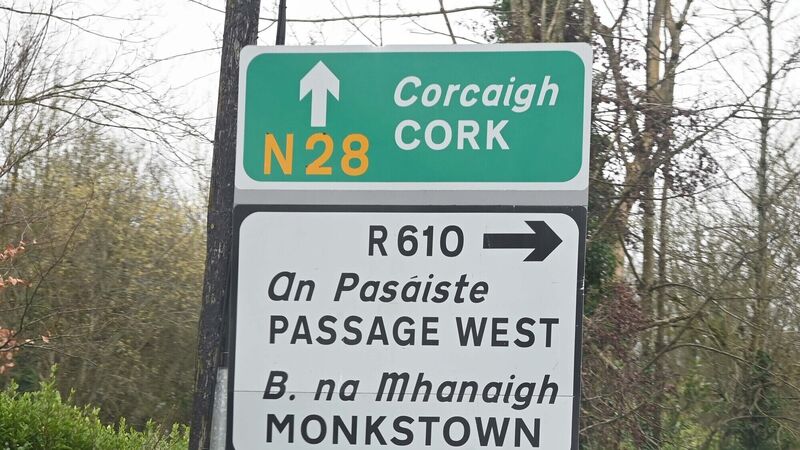 Corcaigh
N28 CORK
R610
An Pasáiste
PASSAGE WEST
B. na Mhanaigh
MONKSTOWN